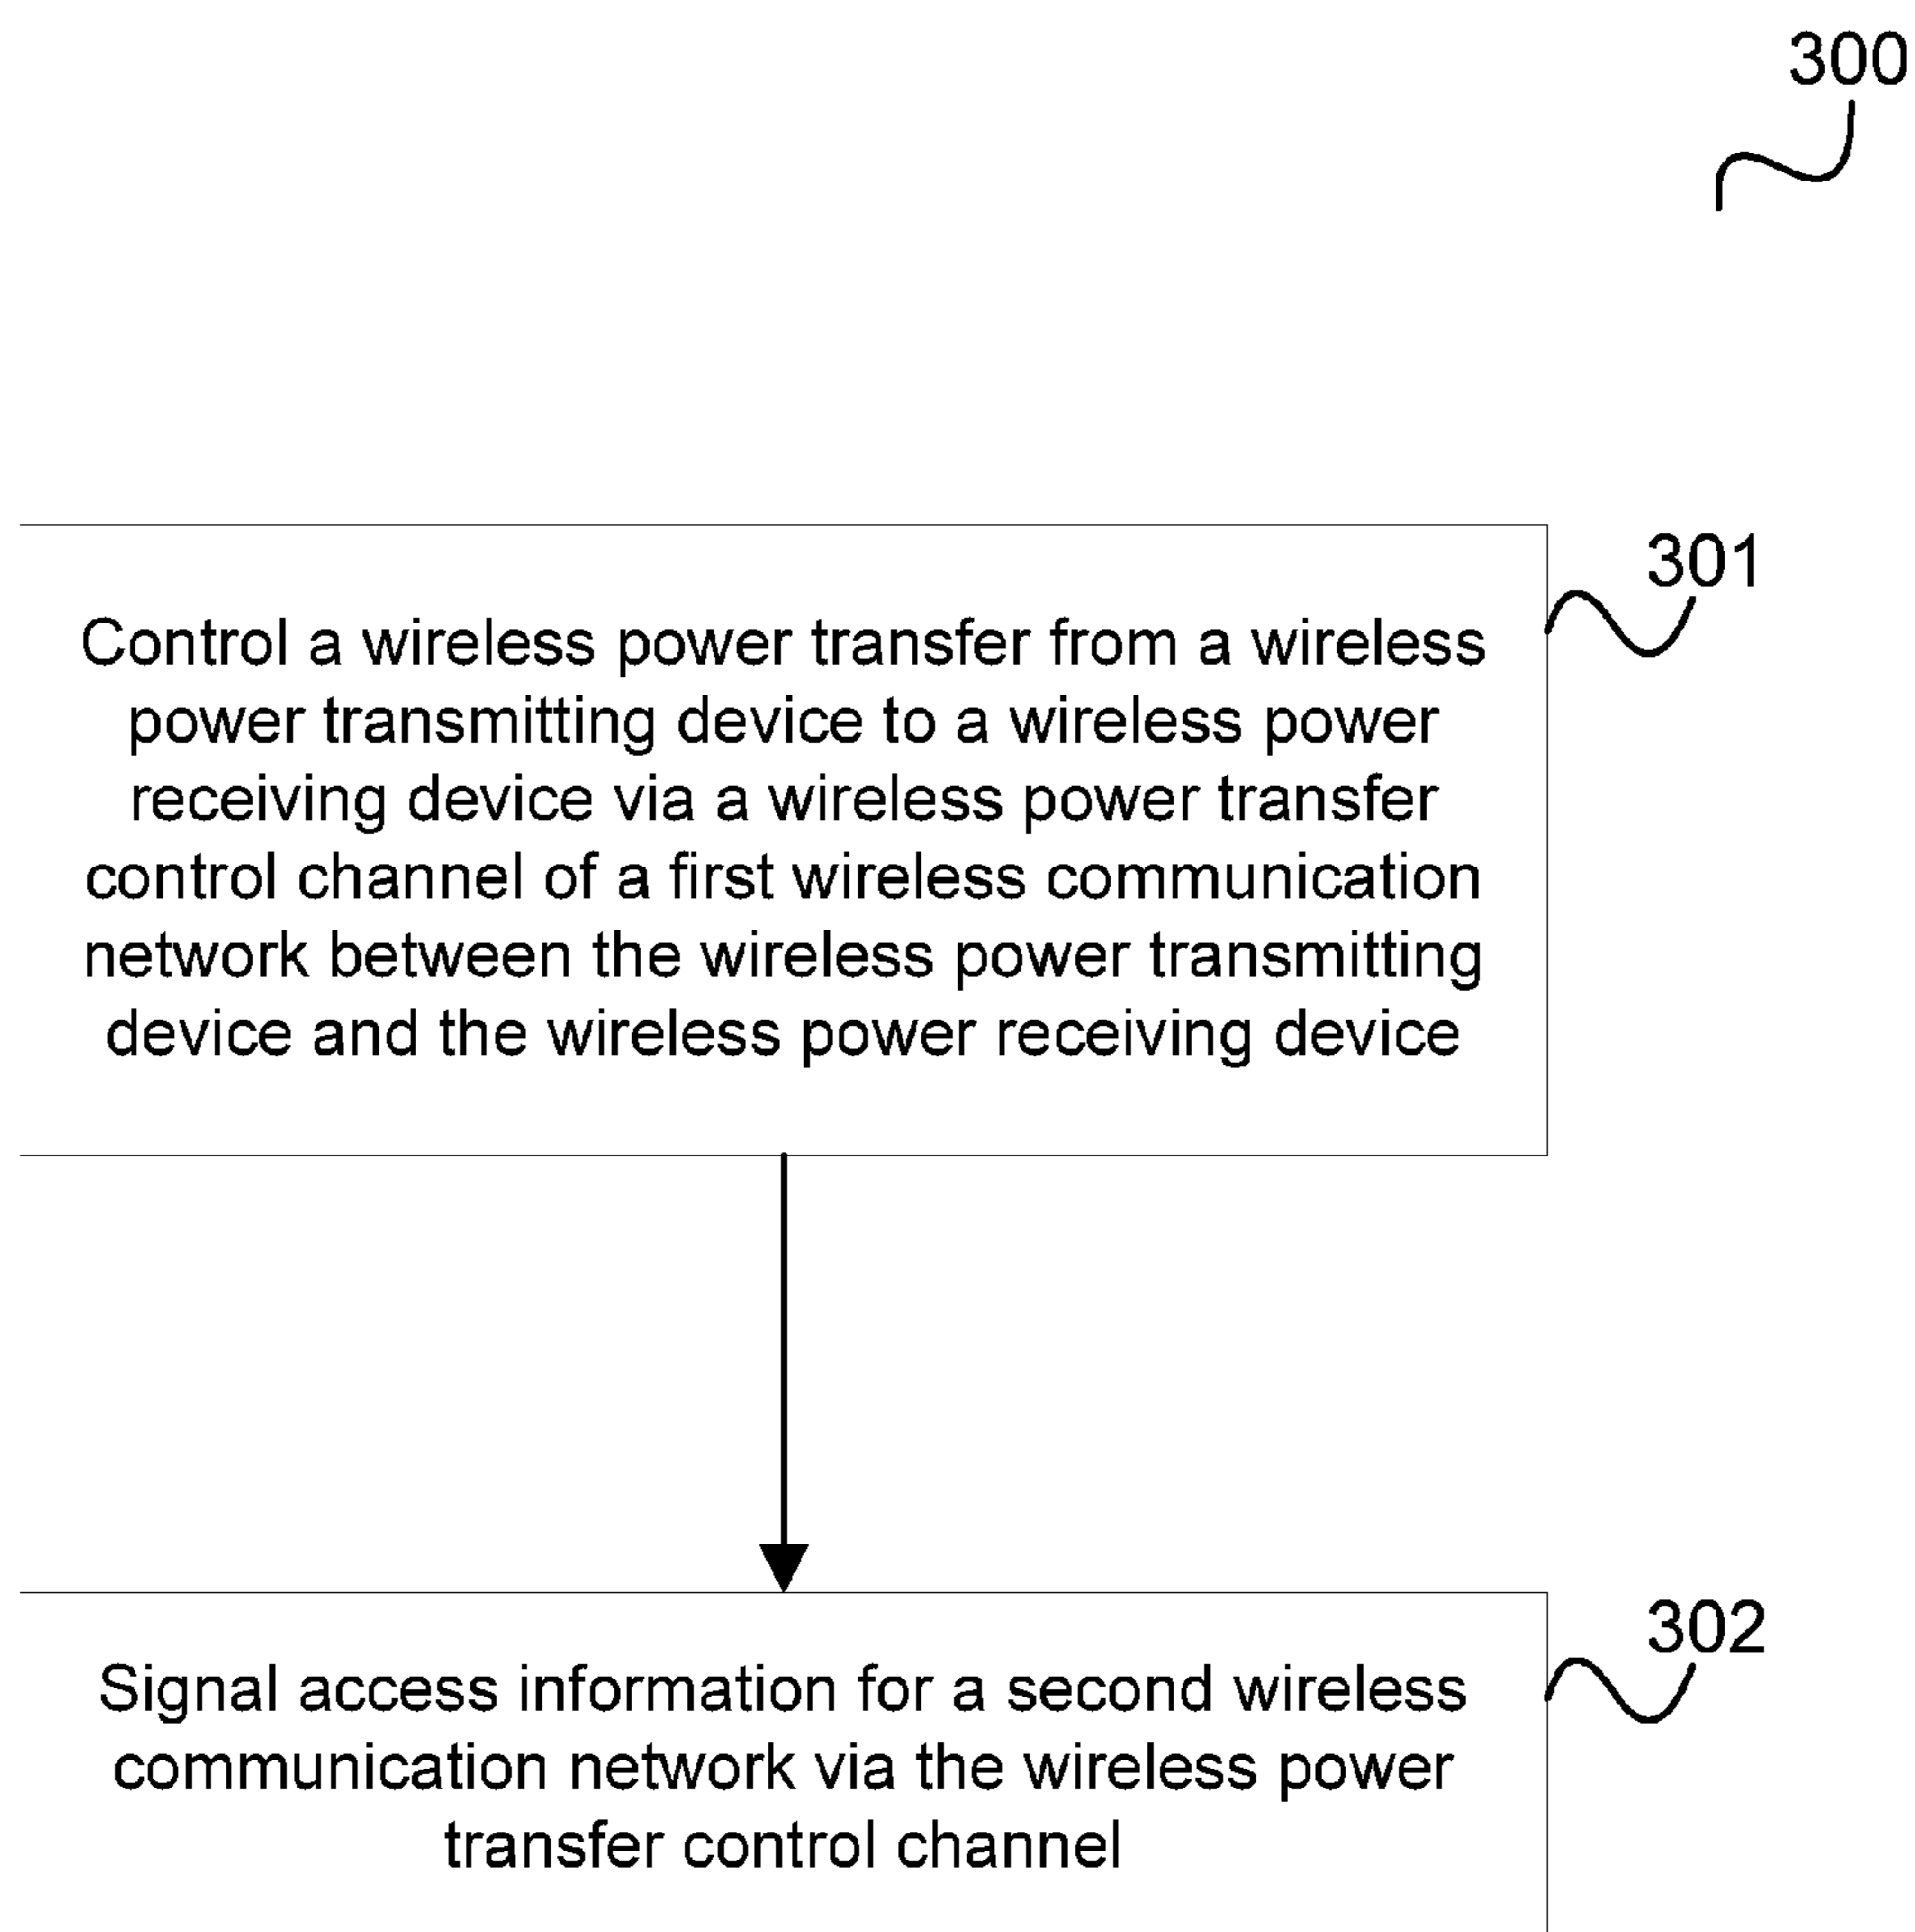 300
301
Control a wireless power transfer from a wireless
power transmitting device to a wireless power
receiving device via a wireless power transfer
control channel of a first wireless communication
network between the wireless power transmitting
device and the wireless power receiving device
302
Signal access information for a second wireless
communication network via the wireless power
transfer control channel